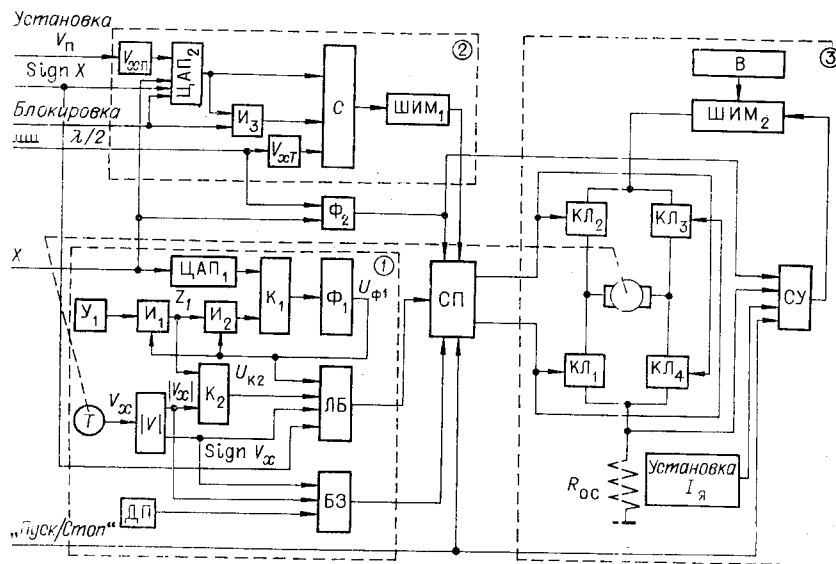 Установка
Vп
Sign X
Блокировка
λ/2
X
„Пуск/Стоп“
②
Vхп
ЦАП2
И3
VхТ
С
ШИМ1
Ф2
①
ЦАП1
У1
И1
Z1
И2
К1
Ф1
Uф1
Т
Vx
|V|
|Vx|
К2
Uк2
ЛБ
Sign Vx
ДП
БЗ
СП
③
В
ШИМ2
КЛ2
КЛ3
КЛ1
КЛ4
СУ
Rос
Установка
Iя